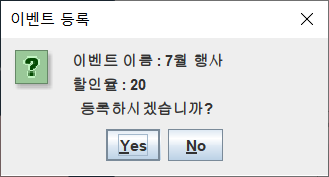 이벤트 등록
이벤트 이름 : 7월 행사
할인율 : 20
등록하시겠습니까?
Yes No